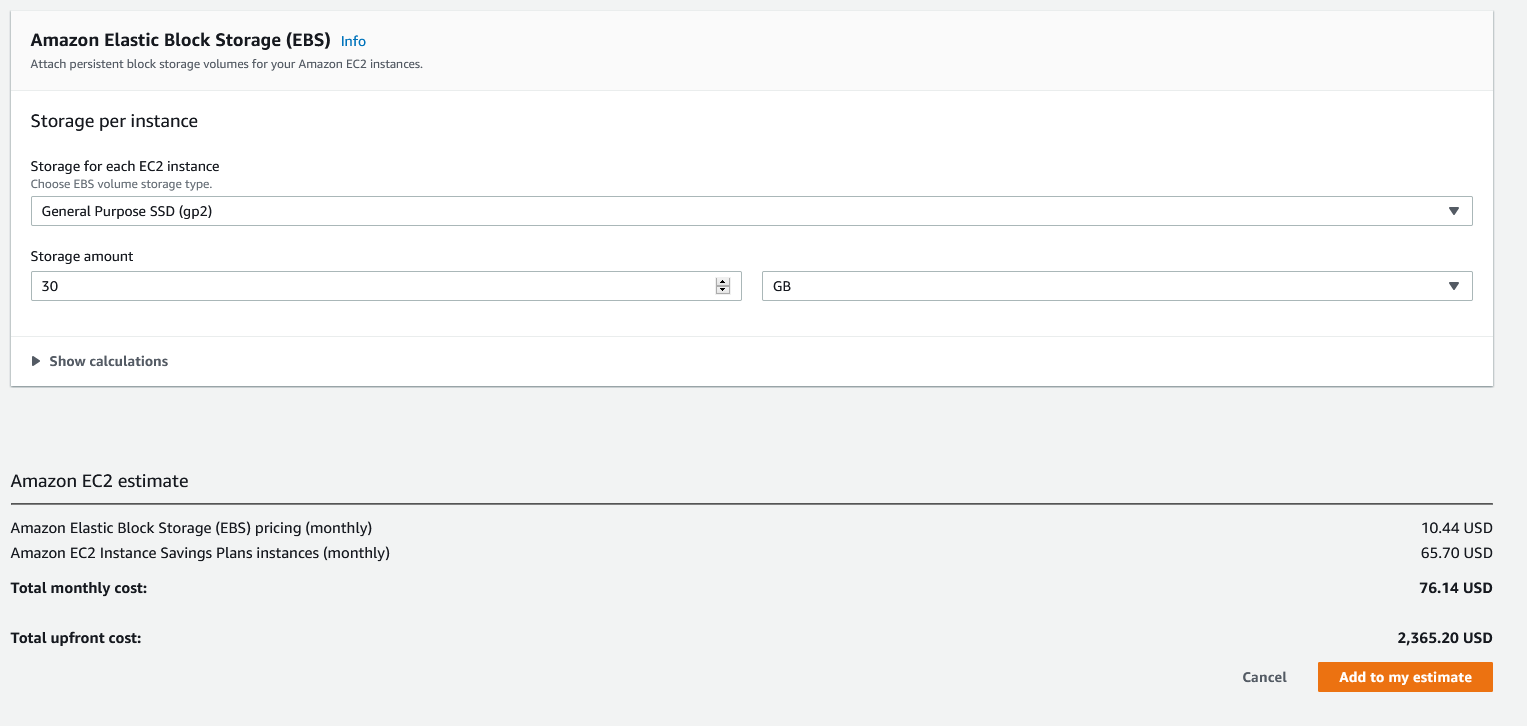 Amazon Elastic Block Storage (EBS) Info
Attach persistent block storage volumes for your Amazon EC2 instances.
Storage per instance
Storage for each EC2 instance
Choose EBS volume storage type.
General Purpose SSD (gp2)
Storage amount
30 GB
Show calculations
Amazon EC2 estimate
Amazon Elastic Block Storage (EBS) pricing (monthly) 10.44 USD
Amazon EC2 Instance Savings Plans instances (monthly) 65.70 USD
Total monthly cost: 76.14 USD
Total upfront cost: 2,365.20 USD
Cancel Add to my estimate